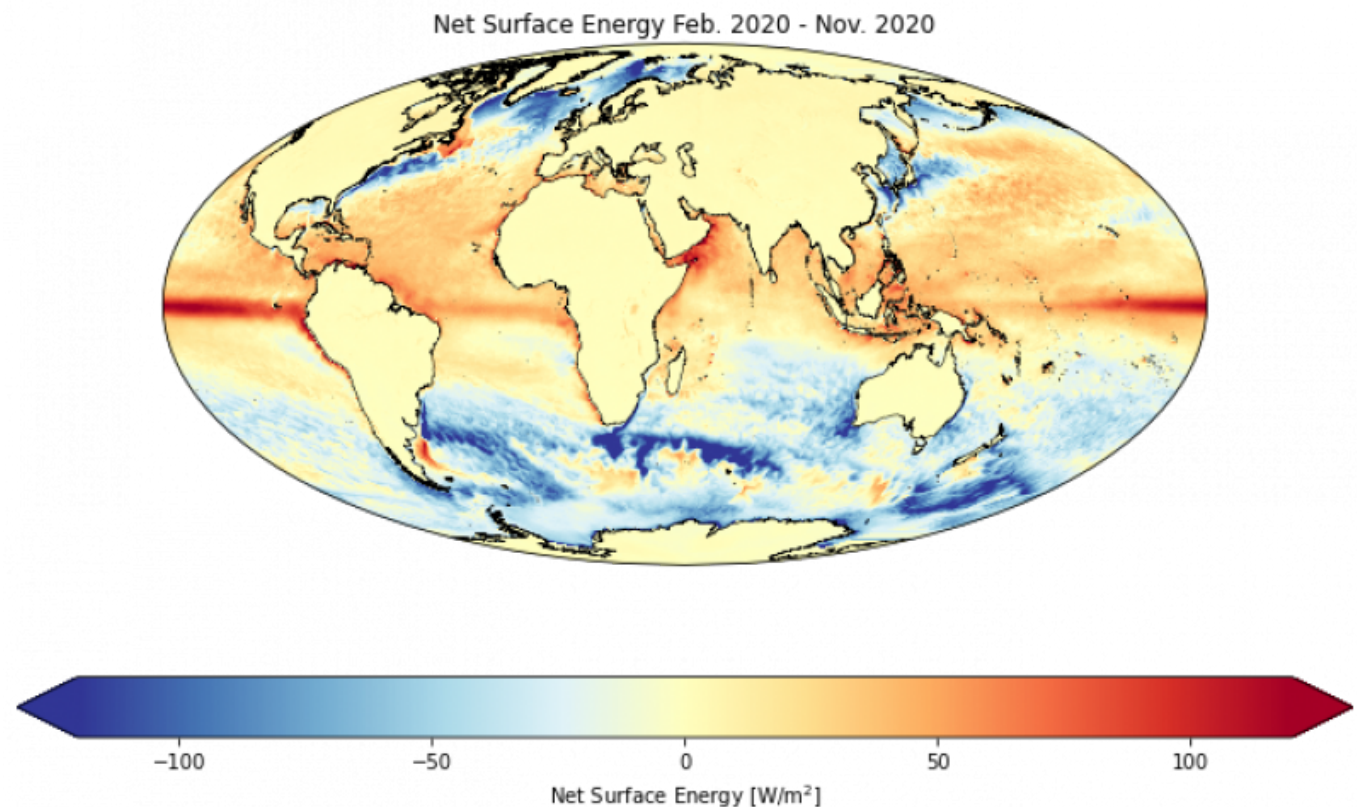 Net Surface Energy Feb. 2020 - Nov. 2020
−100 −50 0 50 100
Net Surface Energy [W/m²]